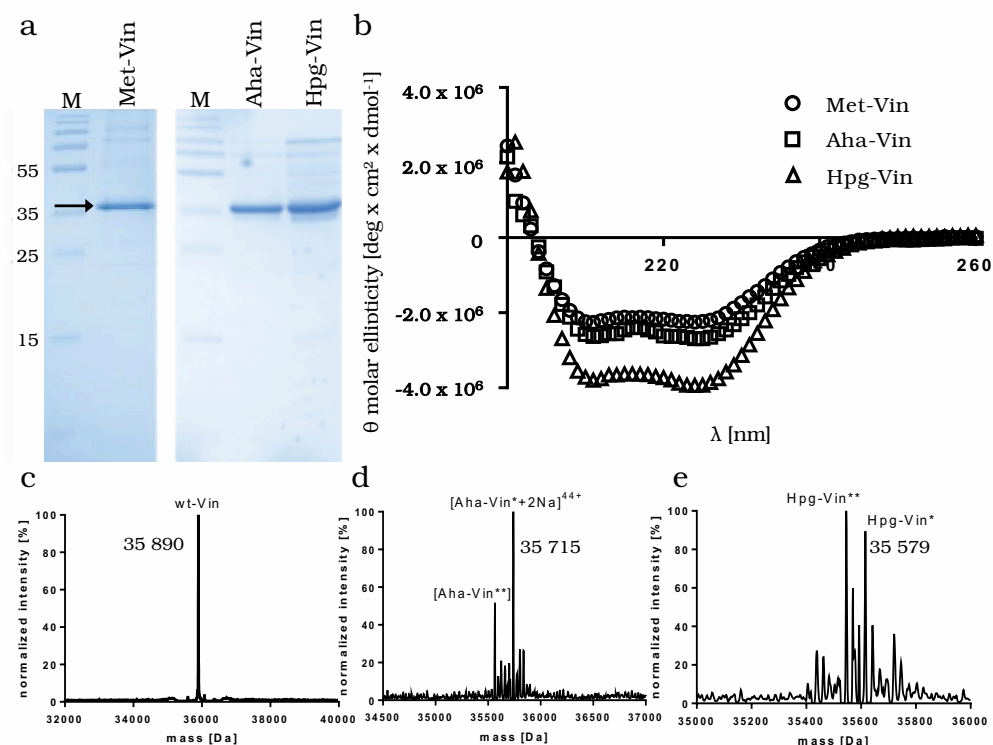 a
M
Met-Vin
M
Aha-Vin
Hpg-Vin
55
35
25
15
b
θ molar ellipticity [deg x cm² x dmol⁻¹]
4.0 x 10⁶
2.0 x 10⁶
0
-2.0 x 10⁶
-4.0 x 10⁶
220
260
λ [nm]
Met-Vin
Aha-Vin
Hpg-Vin
c
wt-Vin
35 890
normalized intensity [%]
100
80
60
40
20
0
32000 34000 36000 38000 40000
mass [Da]
d
[Aha-Vin*+2Na]⁴⁴⁺
35 715
[Aha-Vin**]
normalized intensity [%]
100
80
60
40
20
0
34500 35000 35500 36000 36500 37000
mass [Da]
e
Hpg-Vin**
Hpg-Vin*
35 579
normalized intensity [%]
100
80
60
40
20
0
35000 35200 35400 35600 35800 36000
mass [Da]